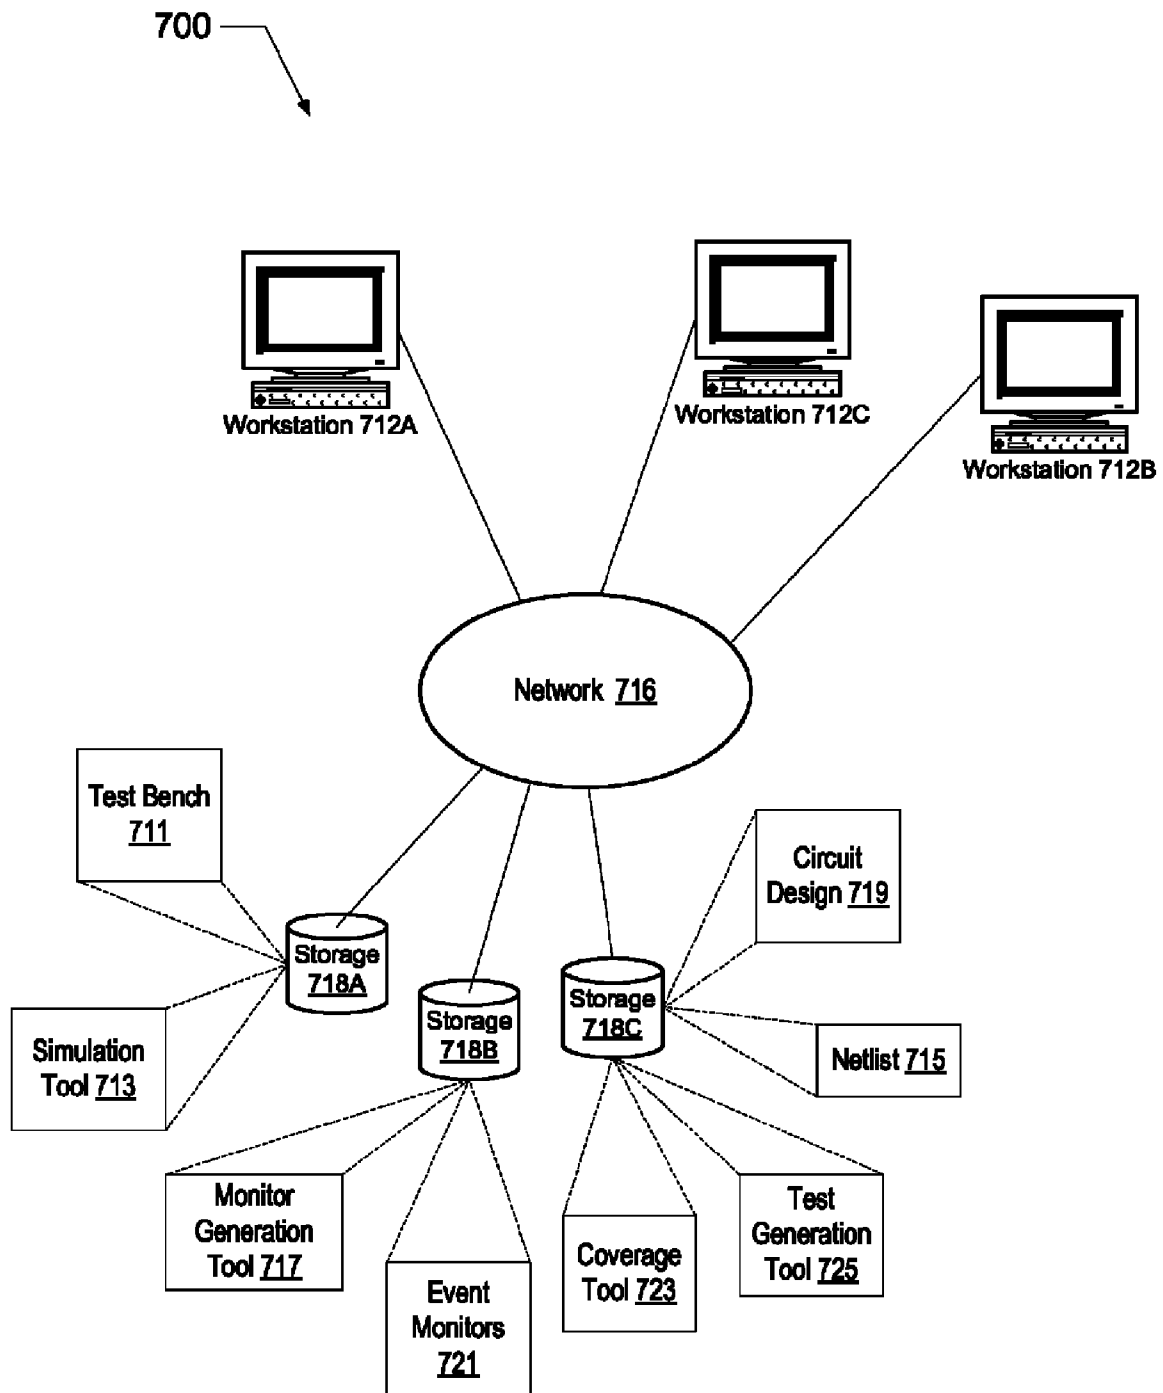 700
Workstation 712A
Workstation 712C
Workstation 712B
Network 716
Test Bench
711
Circuit
Design 719
Storage
718A
Storage
718B
Storage
718C
Simulation
Tool 713
Netlist 715
Monitor
Generation
Tool 717
Event
Monitors
721
Coverage
Tool 723
Test
Generation
Tool 725